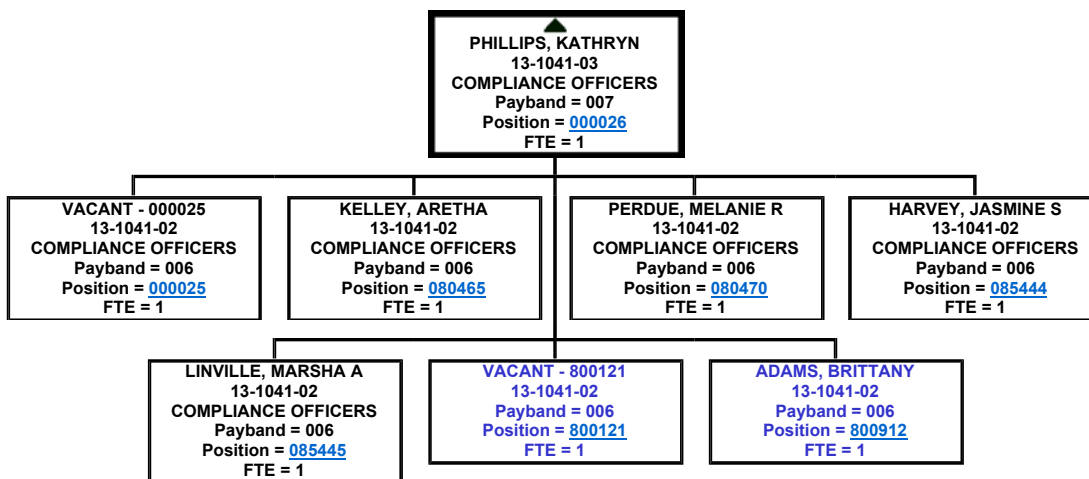 PHILLIPS, KATHRYN
13-1041-03
COMPLIANCE OFFICERS
Payband = 007
Position = 000026
FTE = 1
VACANT - 000025
13-1041-02
COMPLIANCE OFFICERS
Payband = 006
Position = 000025
FTE = 1
KELLEY, ARETHA
13-1041-02
COMPLIANCE OFFICERS
Payband = 006
Position = 080465
FTE = 1
PERDUE, MELANIE R
13-1041-02
COMPLIANCE OFFICERS
Payband = 006
Position = 080470
FTE = 1
HARVEY, JASMINE S
13-1041-02
COMPLIANCE OFFICERS
Payband = 006
Position = 085444
FTE = 1
LINVILLE, MARSHA A
13-1041-02
COMPLIANCE OFFICERS
Payband = 006
Position = 085445
FTE = 1
VACANT - 800121
13-1041-02
Payband = 006
Position = 800121
FTE = 1
ADAMS, BRITTANY
13-1041-02
Payband = 006
Position = 800912
FTE = 1